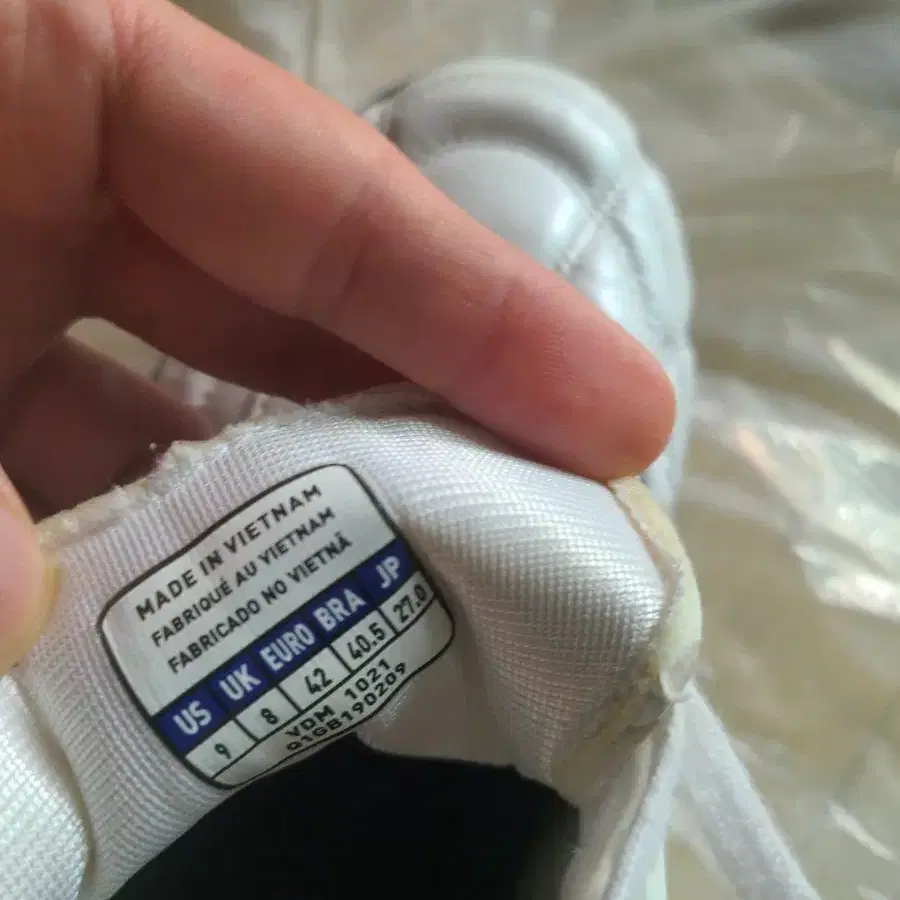 MADE IN VIETNAM
FABRIQUÉ AU VIETNAM
FABRICADO NO VIETNÃ
US UK EURO BRA JP
9 8 42 40.5 27.0
VDM 1021
Q1GB190209